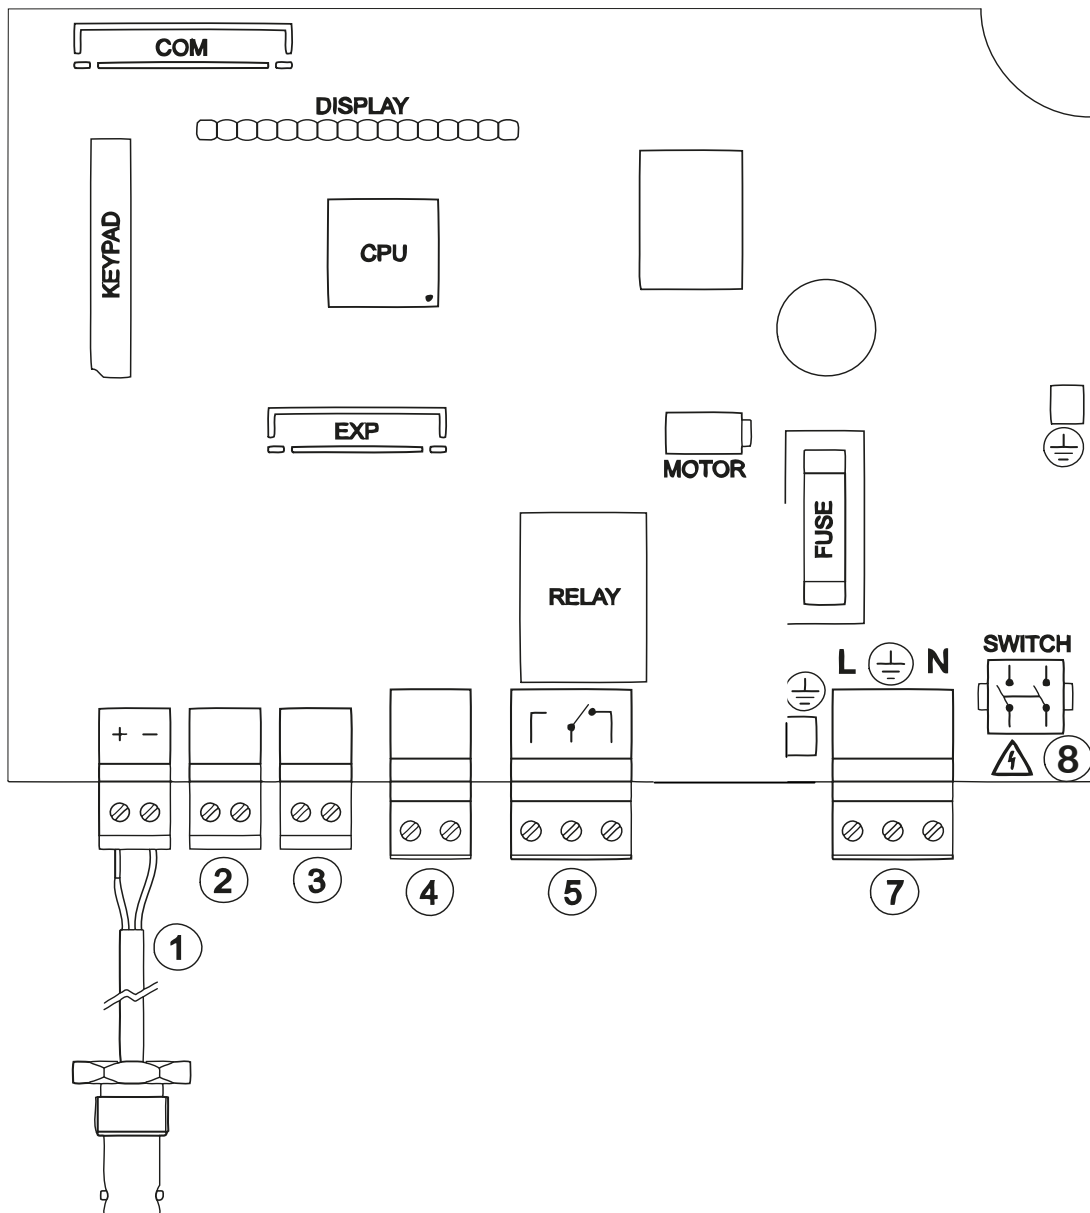 COM
DISPLAY
KEYPAD
CPU
EXP
MOTOR
FUSE
RELAY
SWITCH
L N
+ −
8
2
3
4
5
7
1